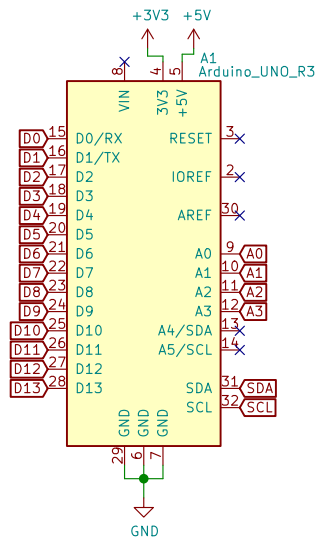 +3V3 +5V
A1
Arduino_UNO_R3
8 4 5
VIN 3V3 +5V
D0 15 D0/RX RESET 3
D1 16 D1/TX
D2 17 D2 IOREF 2
D3 18 D3
D4 19 D4 AREF 30
D5 20 D5
D6 21 D6 A0 9 A0
D7 22 D7 A1 10 A1
D8 23 D8 A2 11 A2
D9 24 D9 A3 12 A3
D10 25 D10 A4/SDA 13
D11 26 D11 A5/SCL 14
D12 27 D12
D13 28 D13 SDA 31 SDA
SCL 32 SCL
GND GND GND
29 6 7
GND